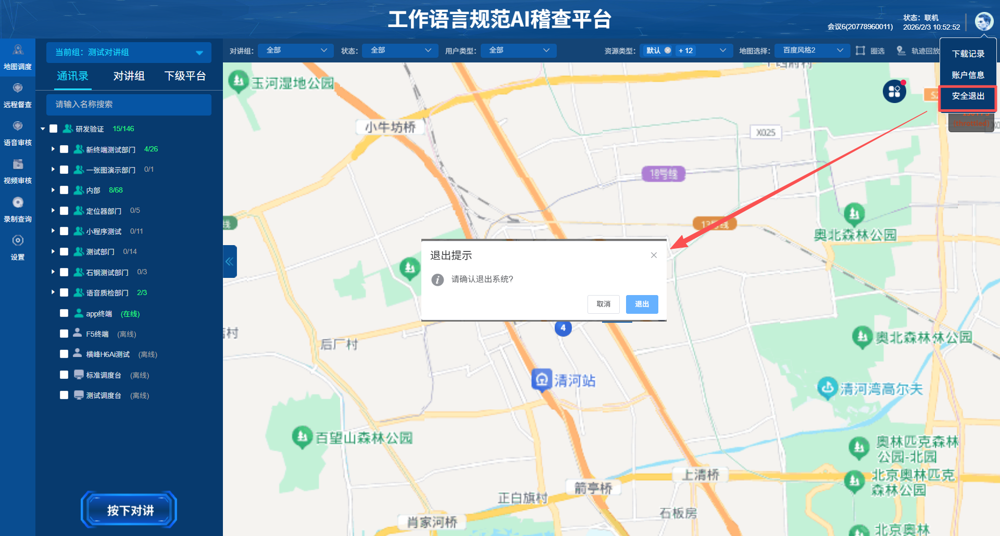 工作语言规范AI稽查平台
会议6(20778960011)
状态：联机
2026/2/3 10:52:52
下载记录
账户信息
安全退出
地图调度
远程督查
语音审核
视频审核
录制查询
设置
当前组：测试对讲组
通讯录 对讲组 下级平台
请输入名称搜索
研发验证 15/146
新终端测试部门 4/26
一张图演示部门 0/1
内部 8/68
定位器部门 0/5
小程序测试 0/11
测试部门 0/14
石钢测试部门 0/3
语音质检部门 2/3
app终端 (在线)
F5终端 (离线)
横峰H6Ai测试 (离线)
标准调度台 (离线)
测试调度台 (离线)
按下对讲
对讲组： 全部 状态： 全部 用户类型： 全部 资源类型： 默认 + 12 地图选择： 百度风格2 圈选 轨迹回放
玉河湿地公园
小牛坊桥
X025
18号线
13号线
线
奥北森林公园
退出提示
请确认退出系统?
取消 退出
4
后厂村
村
奥北森林休公园
清河站
清河湾高尔夫
百望山森林公园
奥林匹克森林
公园-北园
上清桥
北京奥林匹克
森林公园
箭亭桥
正白旗村
石板房
肖家河桥
北京奥林